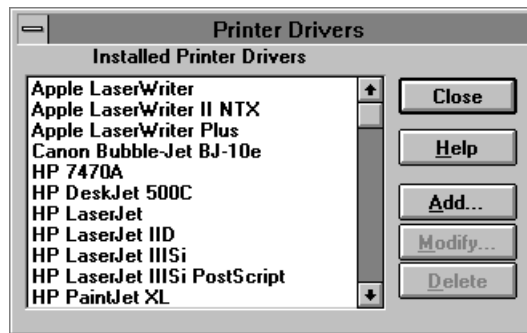 Printer Drivers
Installed Printer Drivers
Apple LaserWriter
Apple LaserWriter II NTX
Apple LaserWriter Plus
Canon Bubble-Jet BJ-10e
HP 7470A
HP DeskJet 500C
HP LaserJet
HP LaserJet IID
HP LaserJet IIISi
HP LaserJet IIISi PostScript
HP PaintJet XL
Close
Help
Add...
Modify...
Delete